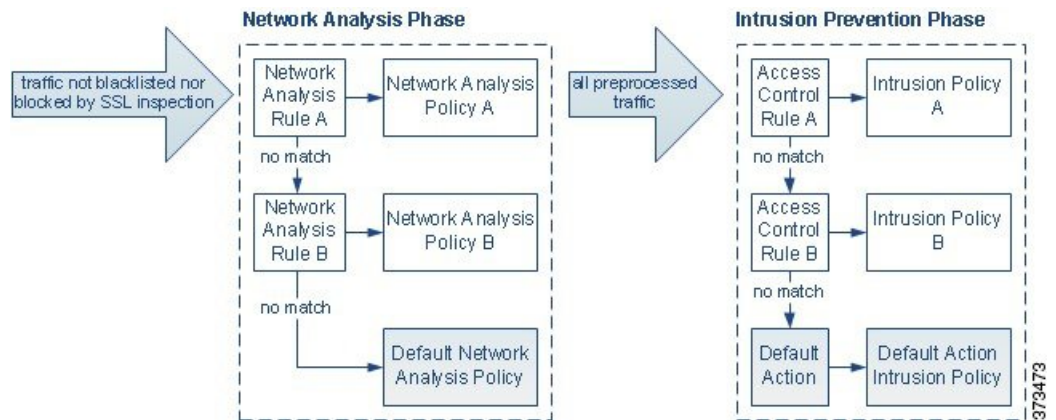 Network Analysis Phase
Intrusion Prevention Phase
traffic not blacklisted nor
blocked by SSL inspection
Network
Analysis
Rule A
Network Analysis
Policy A
no match
Network
Analysis
Rule B
Network Analysis
Policy B
no match
Default Network
Analysis Policy
all preprocessed
traffic
Access
Control
Rule A
Intrusion Policy
A
no match
Access
Control
Rule B
Intrusion Policy
B
no match
Default
Action
Default Action
Intrusion Policy
373473